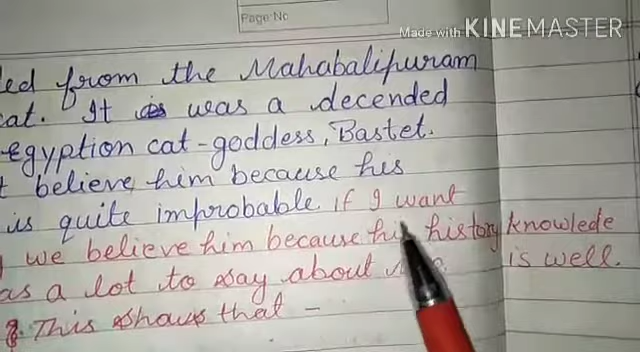 Page No
Made with KINEMASTER
ed from the Mahabalipuram
cat. It is was a decended
egyption cat-goddess, Bastet.
t believe him because his
is quite improbable. if I want
we believe him because his history knowlede
as a lot to say about is well.
This shows that –